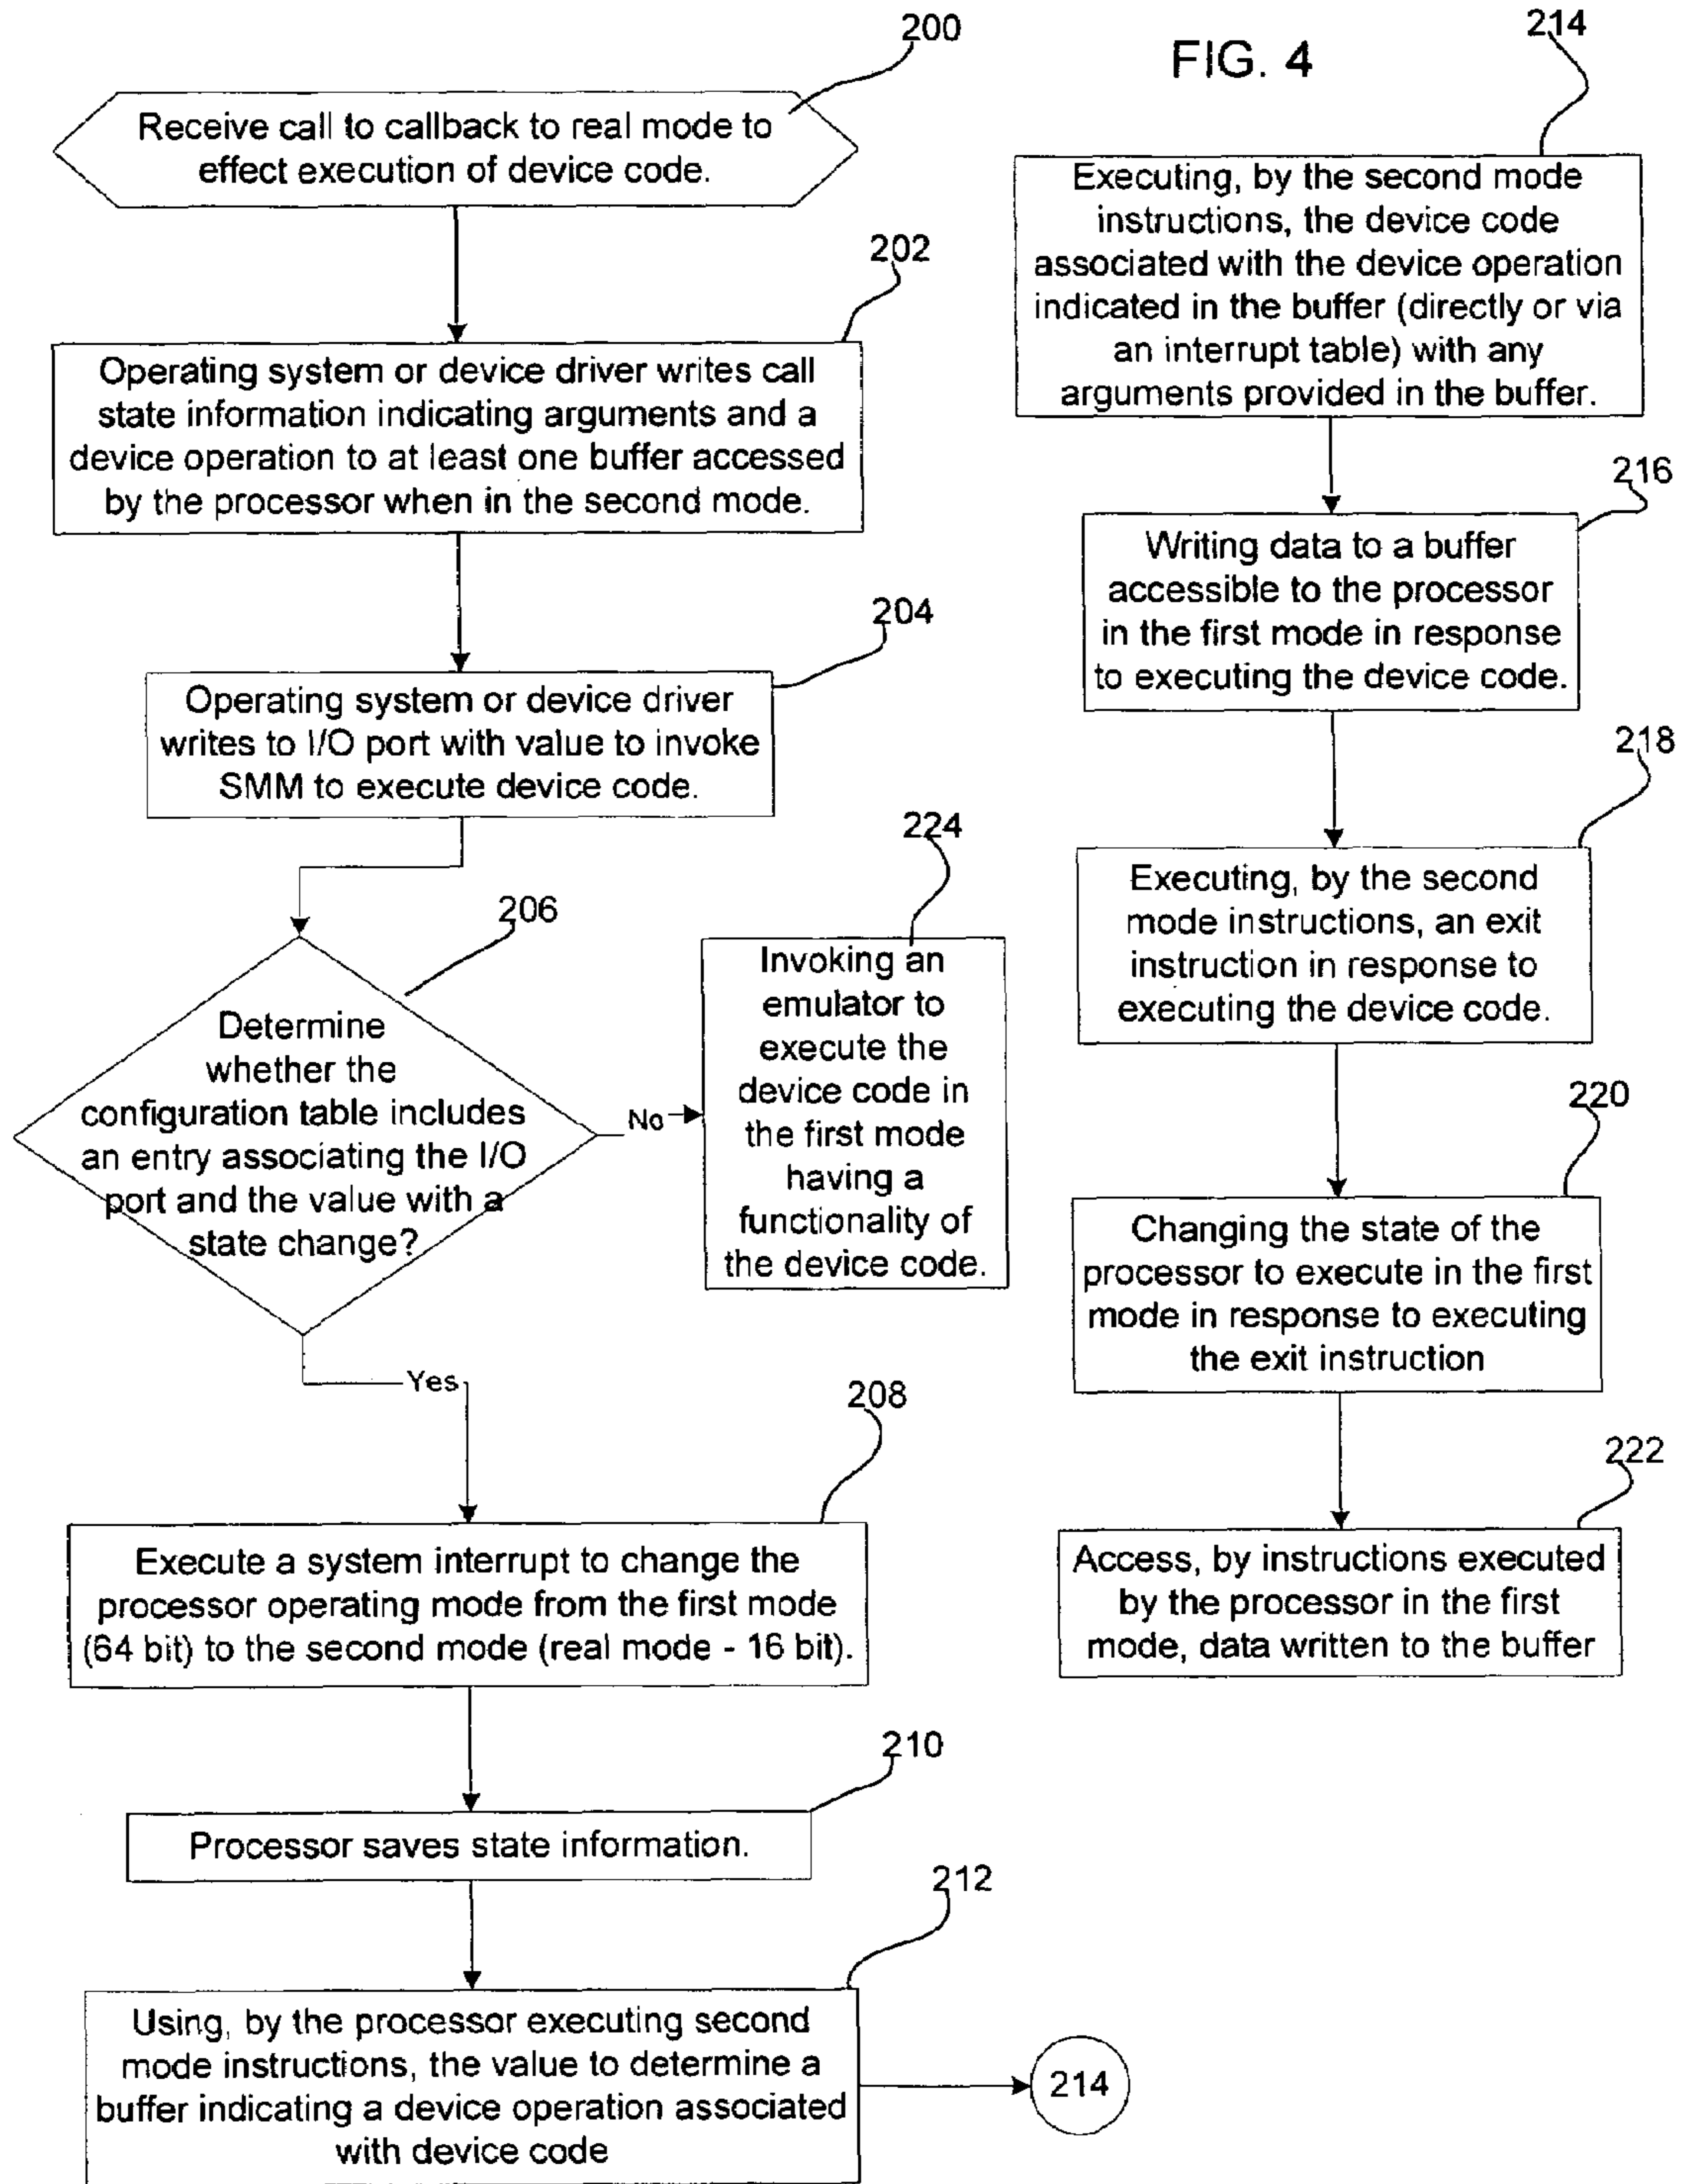 FIG. 4
200
Receive call to callback to real mode to
effect execution of device code.
202
Operating system or device driver writes call
state information indicating arguments and a
device operation to at least one buffer accessed
by the processor when in the second mode.
204
Operating system or device driver
writes to I/O port with value to invoke
SMM to execute device code.
206
Determine
whether the
configuration table includes
an entry associating the I/O
port and the value with a
state change?
No
224
Invoking an
emulator to
execute the
device code in
the first mode
having a
functionality of
the device code.
Yes
208
Execute a system interrupt to change the
processor operating mode from the first mode
(64 bit) to the second mode (real mode - 16 bit).
210
Processor saves state information.
212
Using, by the processor executing second
mode instructions, the value to determine a
buffer indicating a device operation associated
with device code
214
214
Executing, by the second mode
instructions, the device code
associated with the device operation
indicated in the buffer (directly or via
an interrupt table) with any
arguments provided in the buffer.
216
Writing data to a buffer
accessible to the processor
in the first mode in response
to executing the device code.
218
Executing, by the second
mode instructions, an exit
instruction in response to
executing the device code.
220
Changing the state of the
processor to execute in the first
mode in response to executing
the exit instruction
222
Access, by instructions executed
by the processor in the first
mode, data written to the buffer